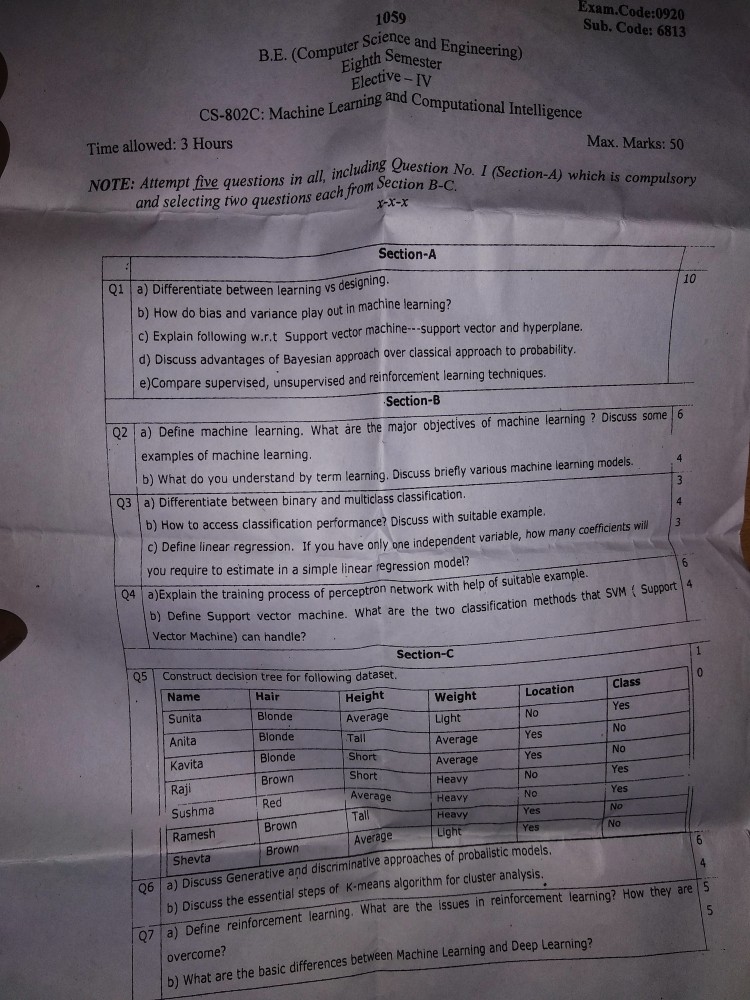 1059
Exam.Code:0920
Sub. Code: 6813
B.E. (Computer Science and Engineering)
Eighth Semester
Elective – IV
CS-802C: Machine Learning and Computational Intelligence
Time allowed: 3 Hours
Max. Marks: 50
NOTE: Attempt five questions in all, including Question No. I (Section-A) which is compulsory
and selecting two questions each from Section B-C.
x-x-x
Section-A
Q1 a) Differentiate between learning vs designing. 10
b) How do bias and variance play out in machine learning?
c) Explain following w.r.t Support vector machine---support vector and hyperplane.
d) Discuss advantages of Bayesian approach over classical approach to probability.
e)Compare supervised, unsupervised and reinforcement learning techniques.
Section-B
Q2 a) Define machine learning. What are the major objectives of machine learning ? Discuss some 6
examples of machine learning.
b) What do you understand by term learning. Discuss briefly various machine learning models. 4
Q3 a) Differentiate between binary and multiclass classification. 3
b) How to access classification performance? Discuss with suitable example. 4
c) Define linear regression. If you have only one independent variable, how many coefficients will 3
you require to estimate in a simple linear regression model?
Q4 a)Explain the training process of perceptron network with help of suitable example. 6
b) Define Support vector machine. What are the two classification methods that SVM ( Support 4
Vector Machine) can handle?
Section-C
Q5 Construct decision tree for following dataset. 1
0
Name Hair Height Weight Location Class
Sunita Blonde Average Light No Yes
Anita Blonde Tall Average Yes No
Kavita Blonde Short Average Yes No
Raji Brown Short Heavy No Yes
Sushma Red Average Heavy No Yes
Ramesh Brown Tall Heavy Yes No
Shevta Brown Average Light Yes No
Q6 a) Discuss Generative and discriminative approaches of probalistic models. 6
b) Discuss the essential steps of K-means algorithm for cluster analysis. 4
Q7 a) Define reinforcement learning. What are the issues in reinforcement learning? How they are 5
overcome? 5
b) What are the basic differences between Machine Learning and Deep Learning?